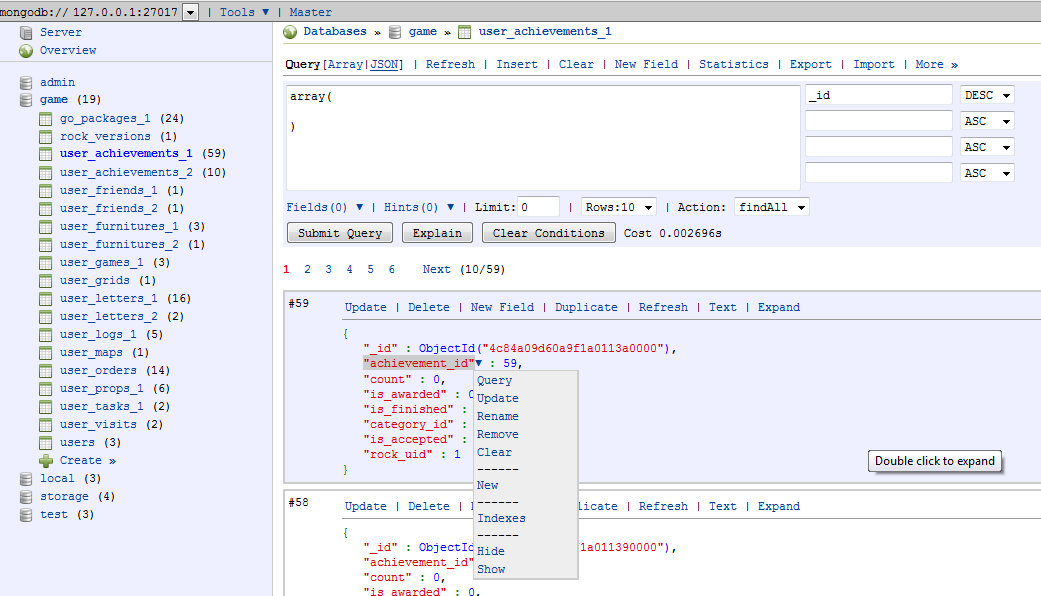 mongodb:// 127.0.0.1:27017 ▼ | Tools ▼ | Master
Server
Overview
admin
game (19)
go_packages_1 (24)
rock_versions (1)
user_achievements_1 (59)
user_achievements_2 (10)
user_friends_1 (1)
user_friends_2 (1)
user_furnitures_1 (3)
user_furnitures_2 (1)
user_games_1 (3)
user_grids (1)
user_letters_1 (16)
user_letters_2 (2)
user_logs_1 (5)
user_maps (1)
user_orders (14)
user_props_1 (6)
user_tasks_1 (2)
user_visits (2)
users (3)
Create »
local (3)
storage (4)
test (3)
Databases » game » user_achievements_1
Query[Array|JSON] | Refresh | Insert | Clear | New Field | Statistics | Export | Import | More »
array(
)
_id DESC ▼
ASC ▼
ASC ▼
ASC ▼
Fields(0) ▼ | Hints(0) ▼ | Limit: 0 | Rows:10 ▼ | Action: findAll ▼
Submit Query Explain Clear Conditions Cost 0.002696s
1 2 3 4 5 6 Next (10/59)
#59 Update | Delete | New Field | Duplicate | Refresh | Text | Expand
{
"_id" : ObjectId("4c84a09d60a9f1a0113a0000"),
"achievement_id"▼ : 59,
"count" : 0,
"is_awarded" : 0
"is_finished" :
"category_id" :
"is_accepted" :
"rock_uid" : 1
}
Query
Update
Rename
Remove
Clear
------
New
------
Indexes
------
Hide
Show
Double click to expand
#58 Update | Delete | licate | Refresh | Text | Expand
{
"_id" : ObjectId 1a011390000"),
"achievement_id"
"count" : 0,
"is_awarded" : 0,